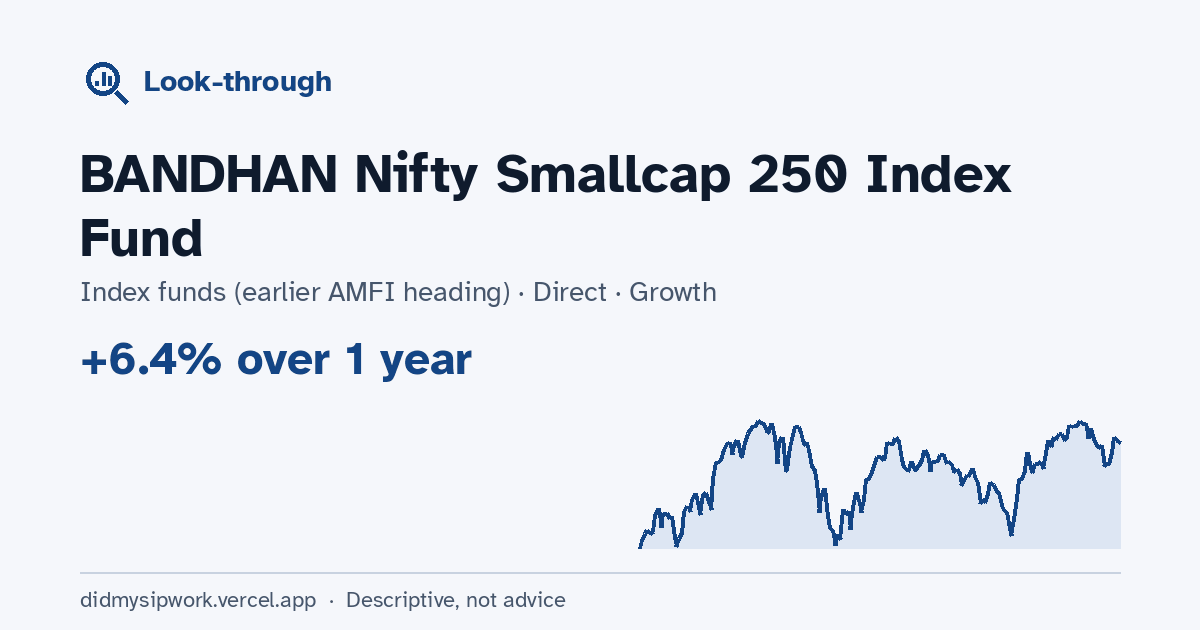 Look-through
BANDHAN Nifty Smallcap 250 Index
Fund
Index funds (earlier AMFI heading) · Direct · Growth
+6.4% over 1 year
didmysipwork.vercel.app · Descriptive, not advice